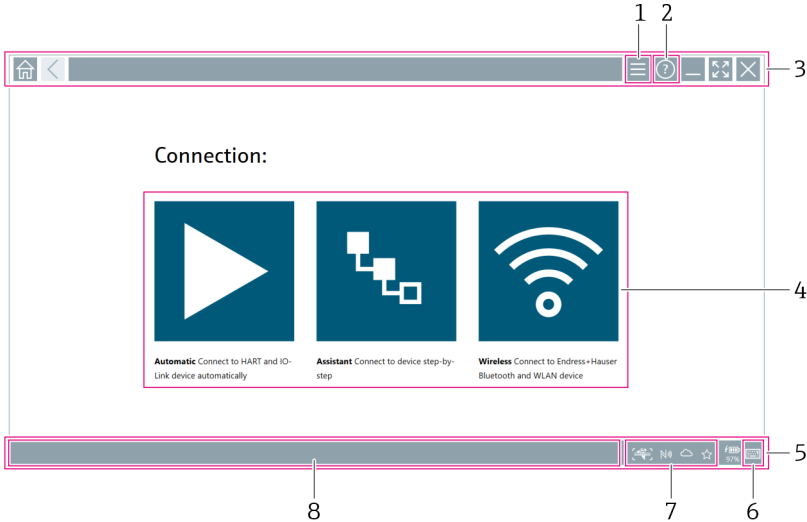 1 2
?
3
Connection:
4
Automatic Connect to HART and IO-
Link device automatically
Assistant Connect to device step-by-
step
Wireless Connect to Endress+Hauser
Bluetooth and WLAN device
N
97%
5
8 7 6